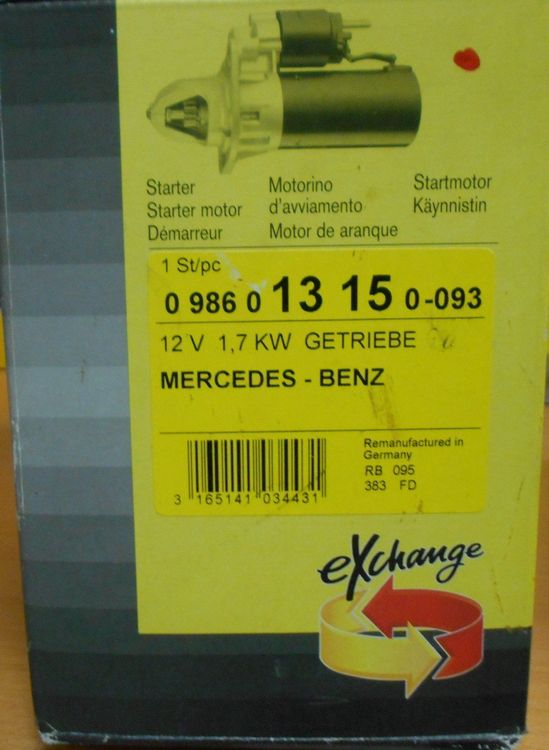 Starter
Starter motor
Démarreur
Motorino
d'avviamento
Motor de aranque
Startmotor
Käynnistin
1 St/pc
0 986 0 13 15 0-093
12 V 1,7 KW GETRIEBE
MERCEDES - BENZ
3 165141 034431
Remanufactured in
Germany
RB 095
383 FD
eXchange